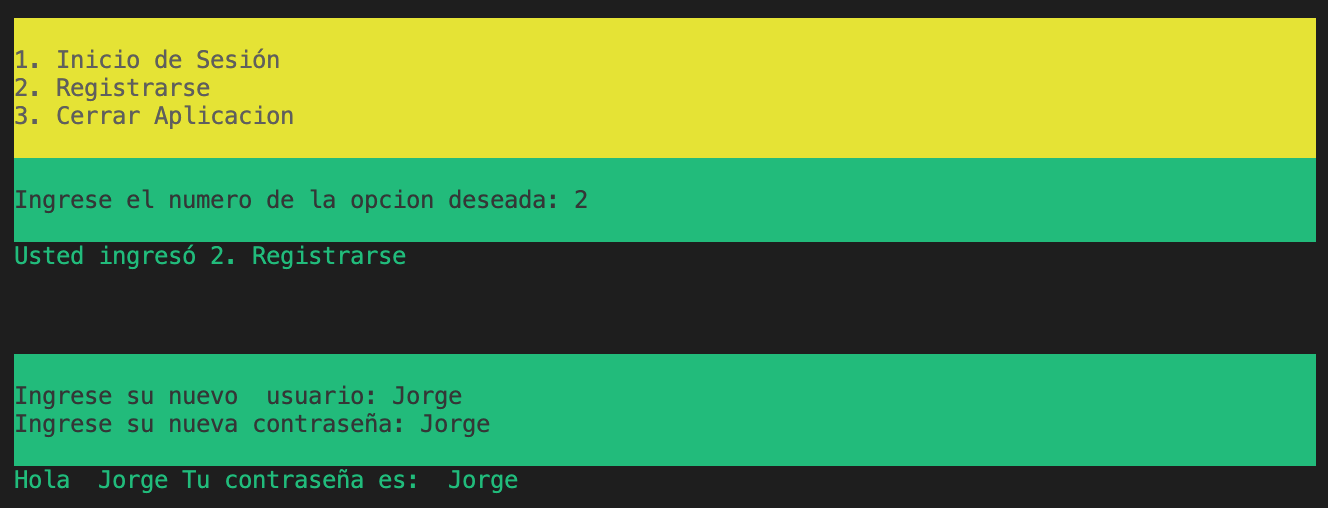 1. Inicio de Sesión
2. Registrarse
3. Cerrar Aplicacion
Ingrese el numero de la opcion deseada: 2
Usted ingresó 2. Registrarse
Ingrese su nuevo  usuario: Jorge
Ingrese su nueva contraseña: Jorge
Hola  Jorge Tu contraseña es:  Jorge